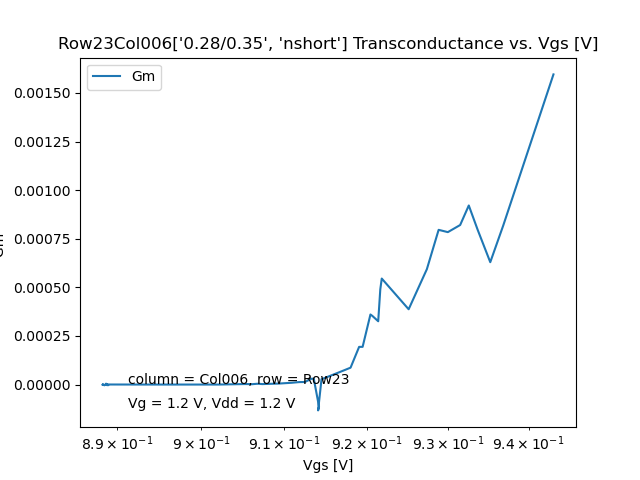 Row23Col006['0.28/0.35', 'nshort'] Transconductance vs. Vgs [V]
Gm
0.00150
0.00125
0.00100
0.00075
0.00050
0.00025
0.00000
column = Col006, row = Row23
Vg = 1.2 V, Vdd = 1.2 V
8.9 × 10⁻¹ 9 × 10⁻¹ 9.1 × 10⁻¹ 9.2 × 10⁻¹ 9.3 × 10⁻¹ 9.4 × 10⁻¹
Vgs [V]